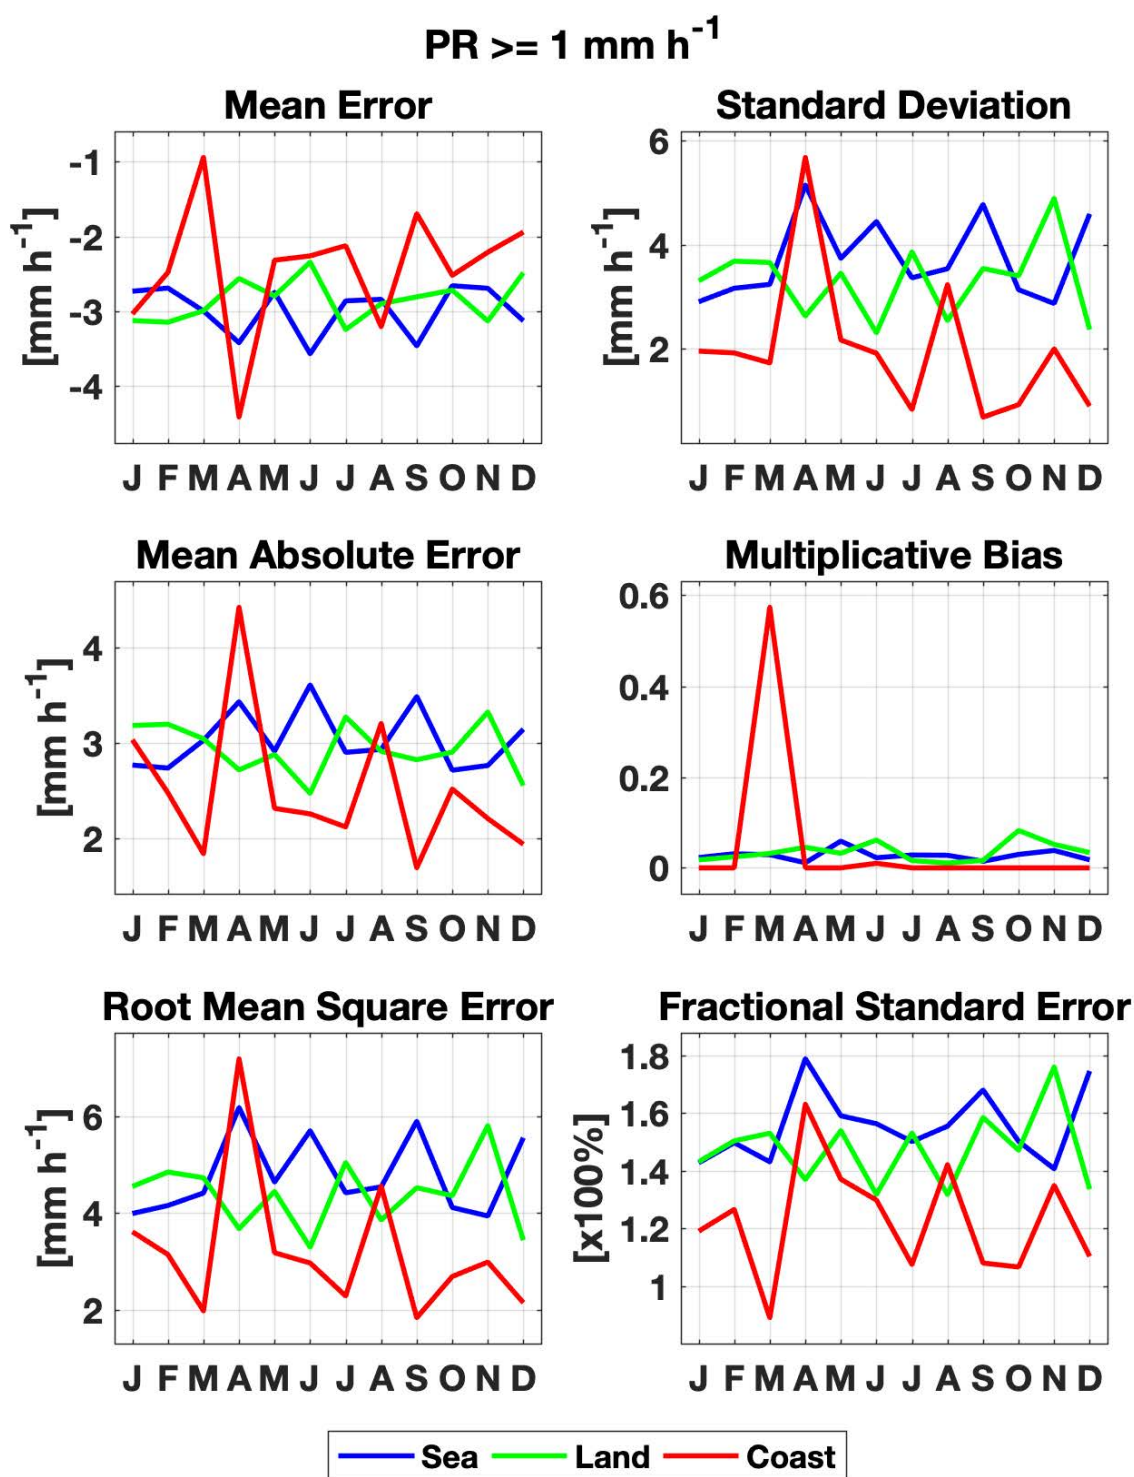 PR >= 1 mm h⁻¹
Mean Error
[mm h⁻¹]
-1
-2
-3
-4
J F M A M J J A S O N D
Standard Deviation
[mm h⁻¹]
6
4
2
J F M A M J J A S O N D
Mean Absolute Error
[mm h⁻¹]
4
3
2
J F M A M J J A S O N D
Multiplicative Bias
0.6
0.4
0.2
0
J F M A M J J A S O N D
Root Mean Square Error
[mm h⁻¹]
6
4
2
J F M A M J J A S O N D
Fractional Standard Error
[x100%]
1.8
1.6
1.4
1.2
1
J F M A M J J A S O N D
Sea Land Coast